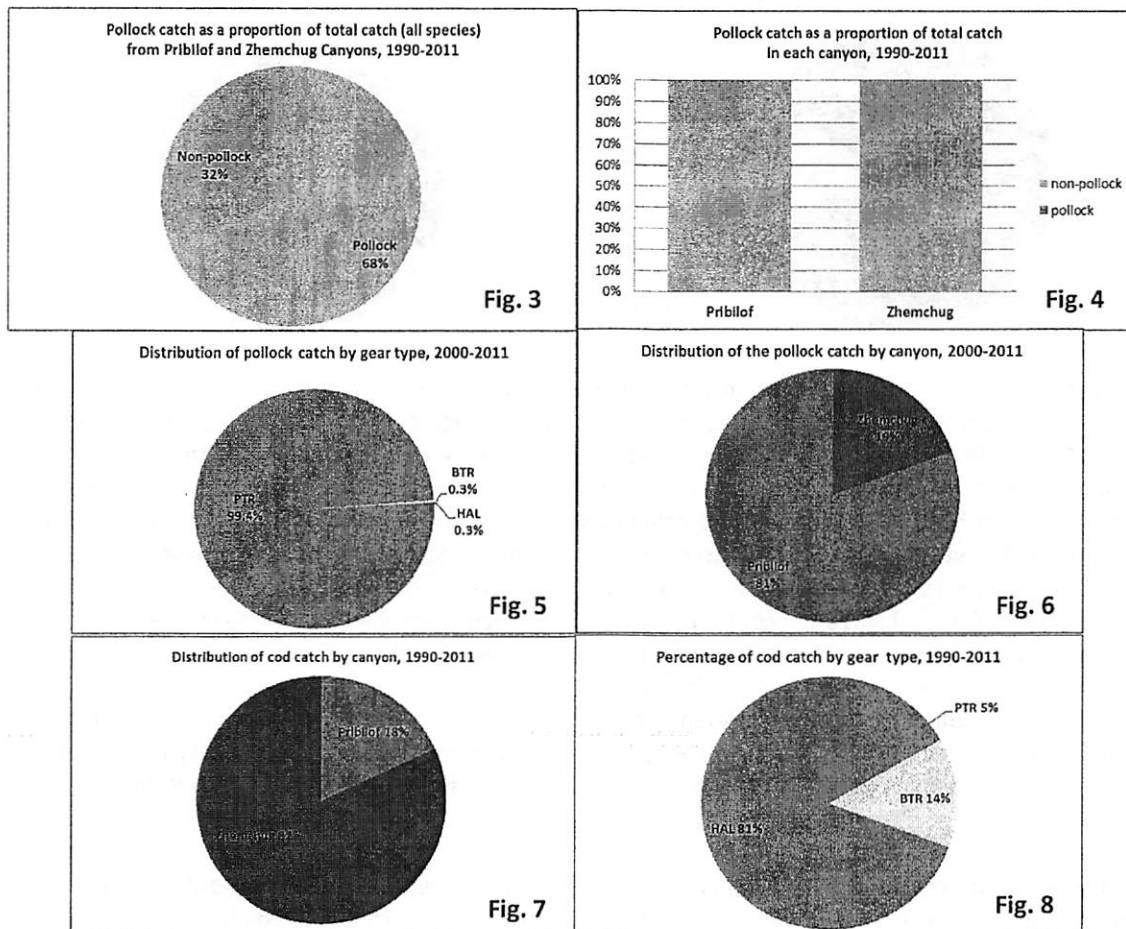 Pollock catch as a proportion of total catch (all species)
from Pribilof and Zhemchug Canyons, 1990-2011
Non-pollock
32%
Pollock
68%
Fig. 3
Pollock catch as a proportion of total catch
in each canyon, 1990-2011
100%
90%
80%
70%
60%
50%
40%
30%
20%
10%
0%
Pribilof
Zhemchug
non-pollock
pollock
Fig. 4
Distribution of pollock catch by gear type, 2000-2011
PTR
99.4%
BTR
0.3%
HAL
0.3%
Fig. 5
Distribution of the pollock catch by canyon, 2000-2011
Zhemchug
19%
Pribilof
81%
Fig. 6
Distribution of cod catch by canyon, 1990-2011
Pribilof 18%
Zhemchug
Fig. 7
Percentage of cod catch by gear type, 1990-2011
PTR 5%
BTR 14%
HAL 81%
Fig. 8